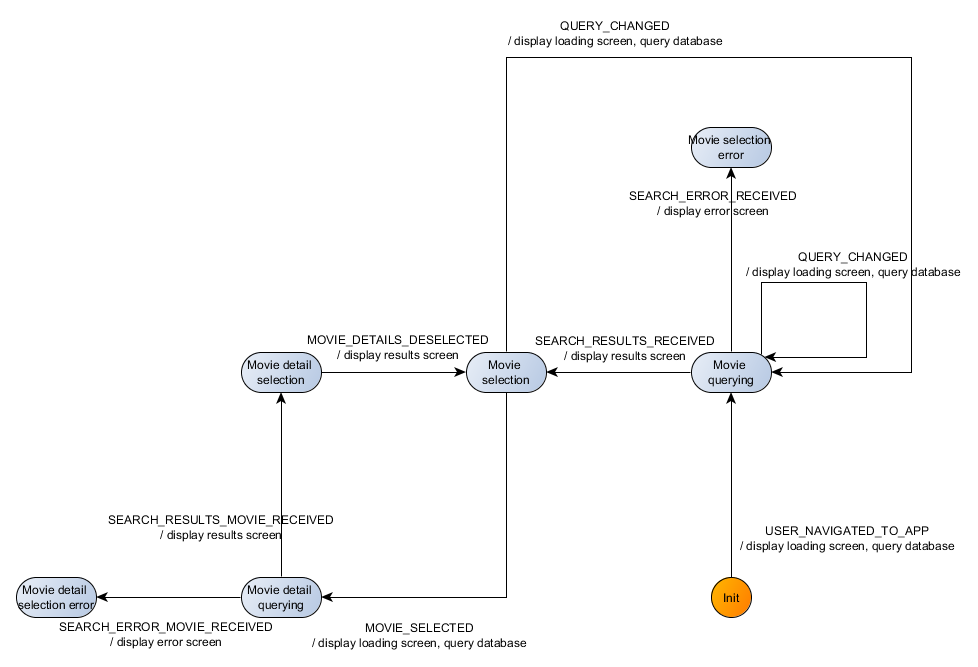 QUERY_CHANGED
/ display loading screen, query database
Movie selection
error
SEARCH_ERROR_RECEIVED
/ display error screen
QUERY_CHANGED
/ display loading screen, query database
MOVIE_DETAILS_DESELECTED
/ display results screen
SEARCH_RESULTS_RECEIVED
/ display results screen
Movie detail
selection
Movie
selection
Movie
querying
SEARCH_RESULTS_MOVIE_RECEIVED
/ display results screen
USER_NAVIGATED_TO_APP
/ display loading screen, query database
Movie detail
selection error
Movie detail
querying
Init
SEARCH_ERROR_MOVIE_RECEIVED
/ display error screen
MOVIE_SELECTED
/ display loading screen, query database